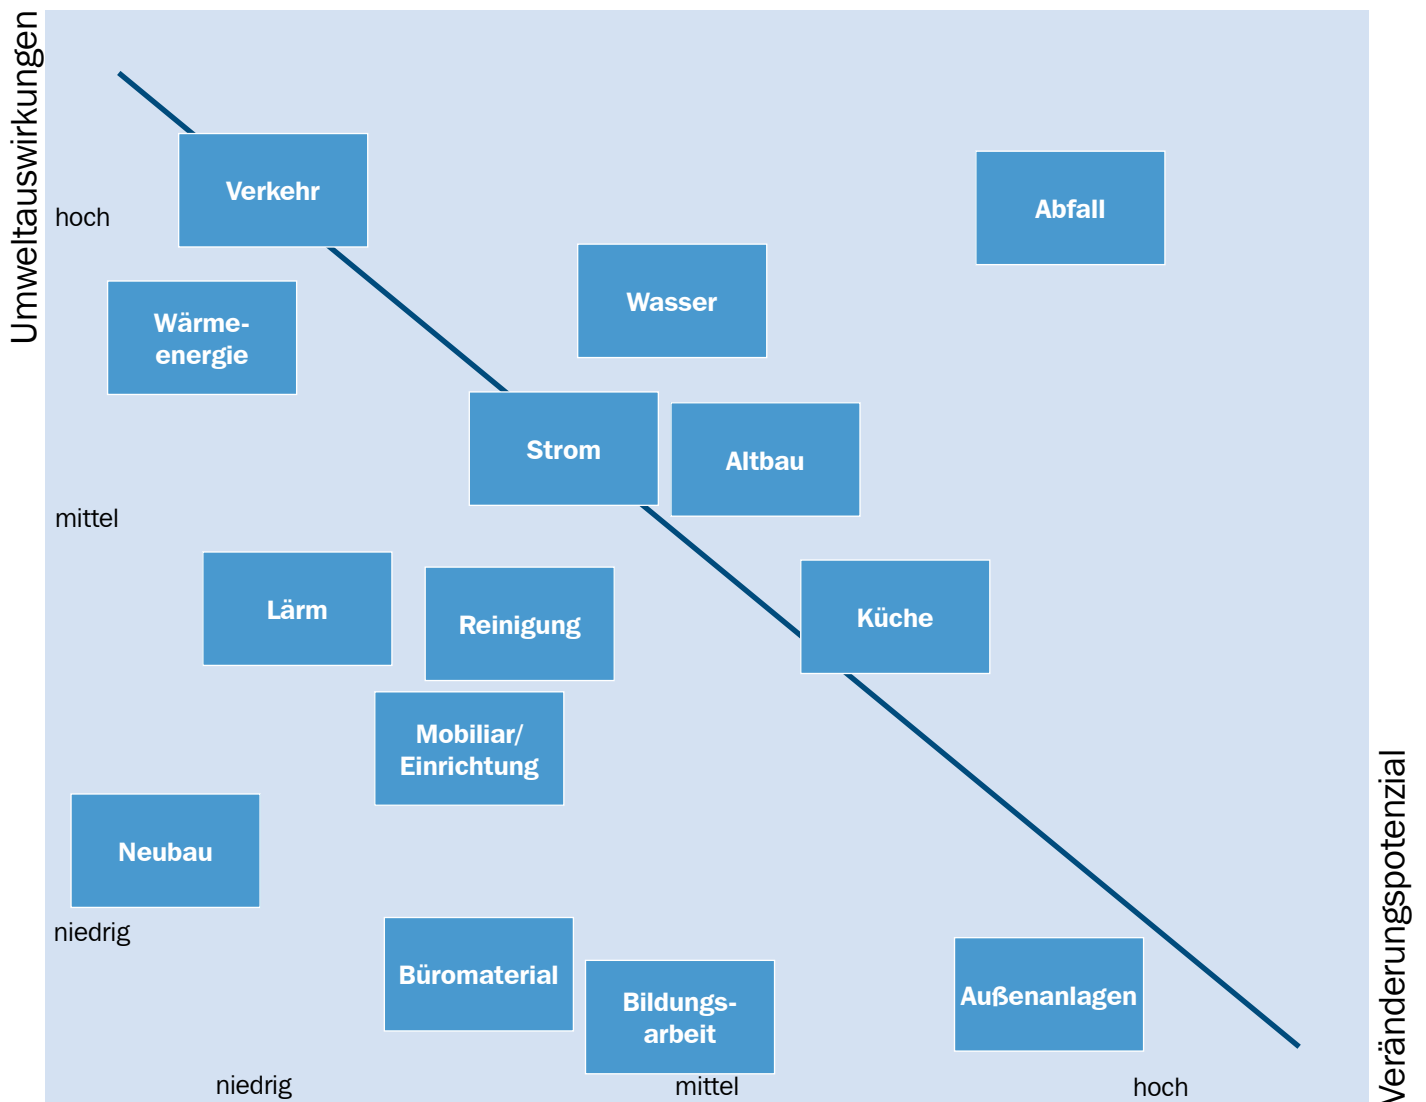 Umweltauswirkungen
Verkehr
hoch
Abfall
Wasser
Wärme-
energie
Strom
Altbau
mittel
Lärm
Reinigung
Küche
Mobiliar/
Einrichtung
Neubau
niedrig
Büromaterial
Bildungs-
arbeit
Außenanlagen
Veränderungspotenzial
niedrig
mittel
hoch